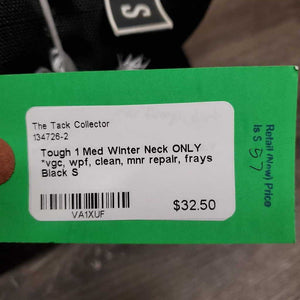 S
The Tack Collector
134726-2
Tough 1 Med Winter Neck ONLY
*vgc, wpf, clean, mnr repair, frays
Black S
$32.50
VA1XUF
Retail (New) Price
is $ 57